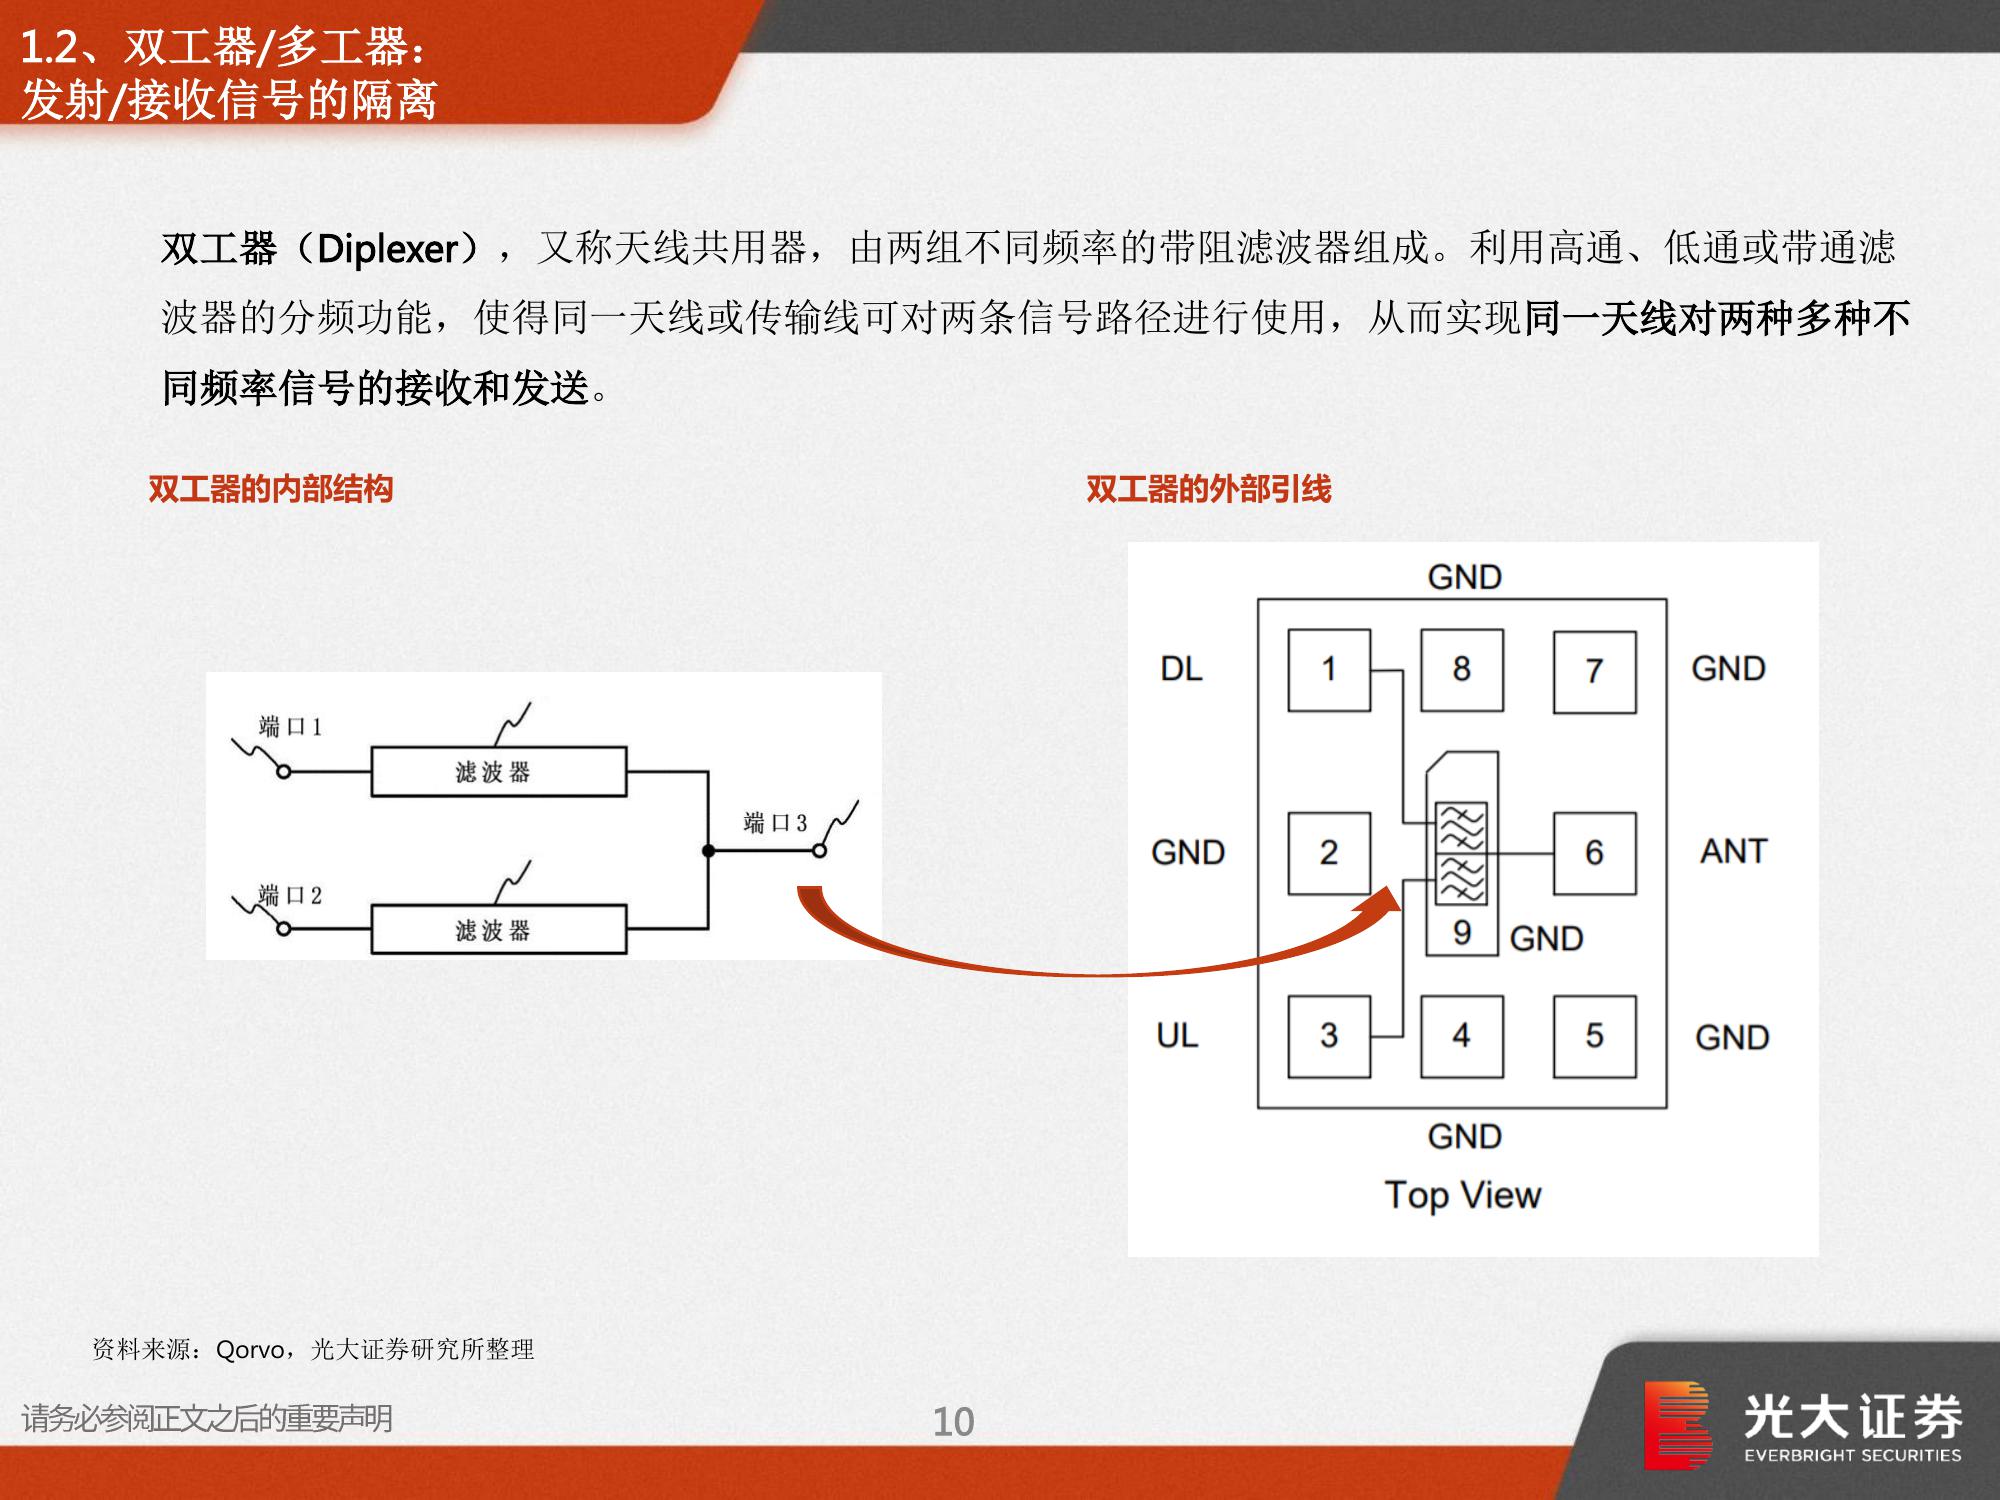 1.2、双工器/多工器：
发射/接收信号的隔离
双工器（Diplexer），又称天线共用器，由两组不同频率的带阻滤波器组成。利用高通、低通或带通滤
波器的分频功能，使得同一天线或传输线可对两条信号路径进行使用，从而实现同一天线对两种多种不
同频率信号的接收和发送。
双工器的内部结构
端口1
滤波器
端口3
端口2
滤波器
双工器的外部引线
GND
DL 1 8 7 GND
GND 2 6 ANT
9 GND
UL 3 4 5 GND
GND
Top View
资料来源：Qorvo，光大证券研究所整理
请务必参阅正文之后的重要声明
10
光大证券
EVERBRIGHT SECURITIES